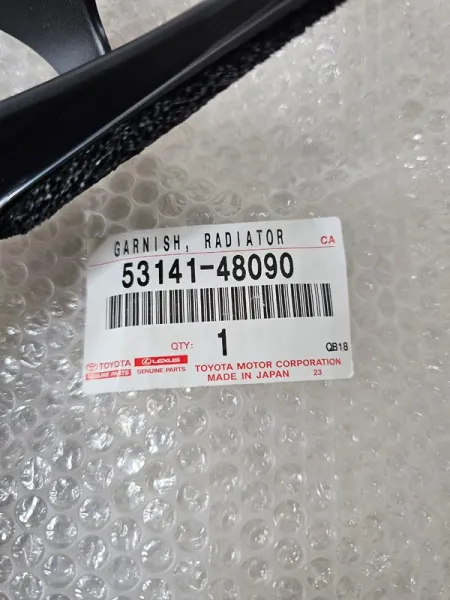 GARNISH, RADIATOR CA
53141-48090
QTY: 1 QB18
TOYOTA LEXUS TOYOTA MOTOR CORPORATION
GENUINE PARTS GENUINE PARTS MADE IN JAPAN 23